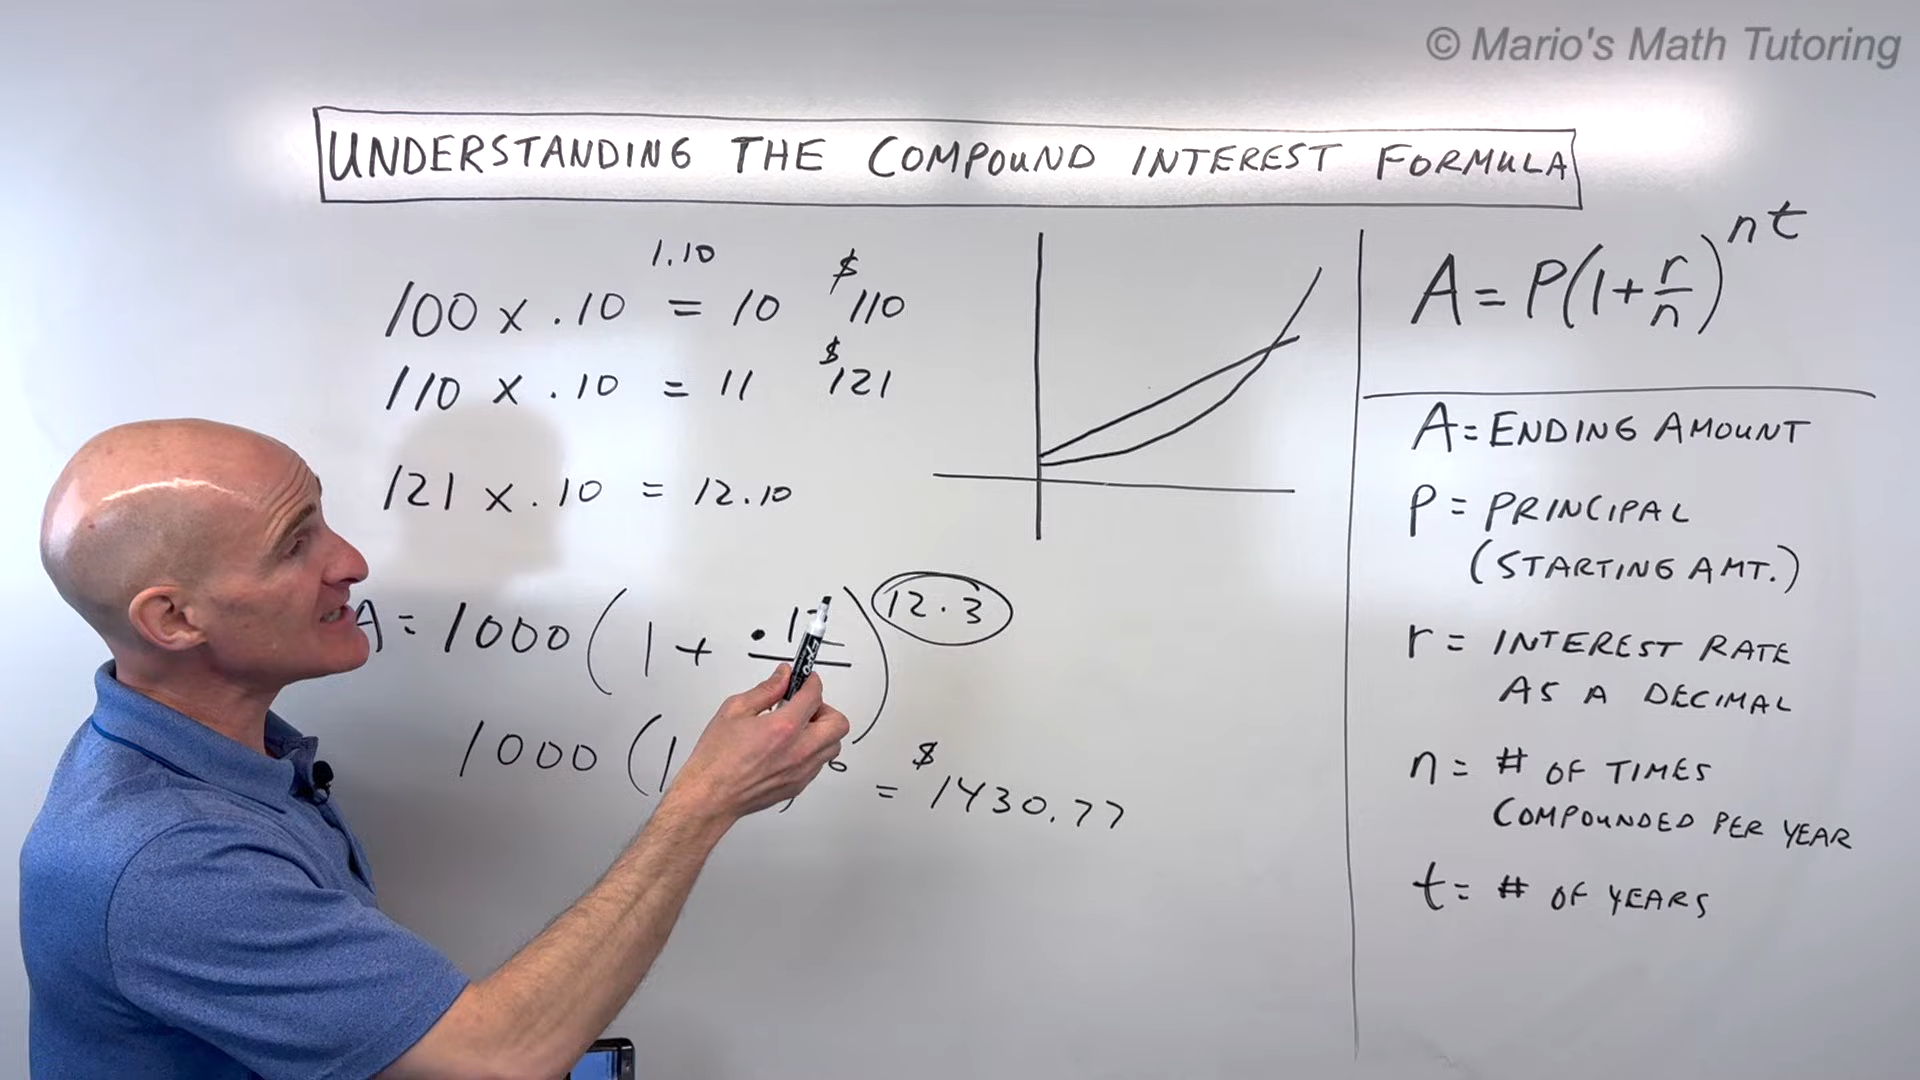 © Mario's Math Tutoring
UNDERSTANDING THE COMPOUND INTEREST FORMULA
1.10
100 x .10 = 10 $110
110 x .10 = 11 $121
121 x .10 = 12.10
A = 1000 (1 + .1 ) 12·3
1000 (1 = $1430.77
A = P(1 + r/n)^nt
A = ENDING AMOUNT
P = PRINCIPAL
(STARTING AMT.)
r = INTEREST RATE
AS A DECIMAL
n = # OF TIMES
COMPOUNDED PER YEAR
t = # OF YEARS